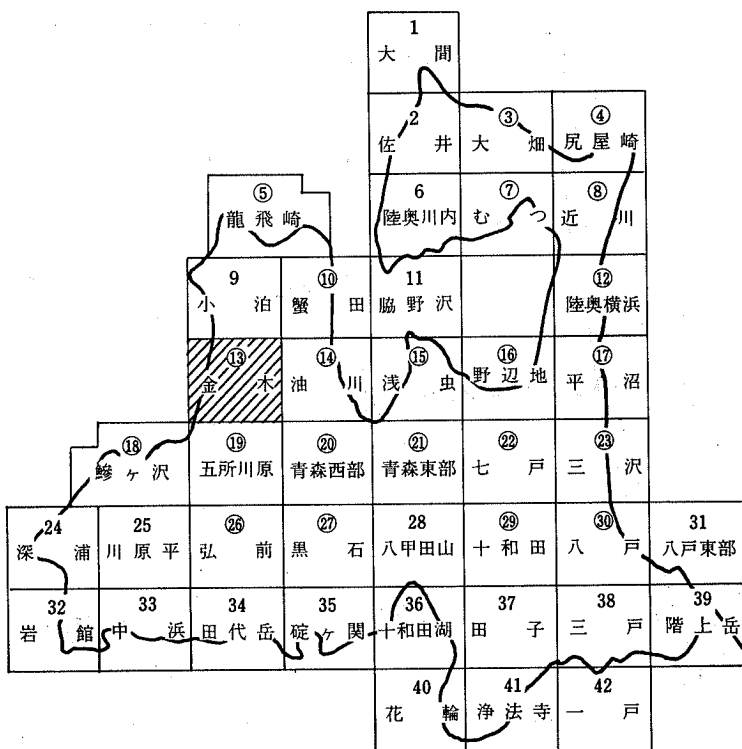 1
大間
2 ③ ④
佐井 大畑 尻屋崎
⑤ 6 ⑦ ⑧
龍飛崎 陸奥川内 むつ 近川
9 ⑩ 11 ⑫
小泊 蟹田 脇野沢 陸奥横浜
⑬ ⑭ ⑮ ⑯ ⑰
金木 油川 浅虫 野辺地 平沼
⑱ ⑲ ⑳ ㉑ ㉒ ㉓
鰺ヶ沢 五所川原 青森西部 青森東部 七戸 三沢
24 25 ㉖ ㉗ 28 ㉙ ㉚ 31
深浦 川原平 弘前 黒石 八甲田山 十和田 八戸 八戸東部
32 33 34 35 36 37 38 39
岩館 中浜 田代岳 碇ヶ関 十和田湖 田子 三戸 階上岳
40 41 42
花輪 浄法寺 一戸